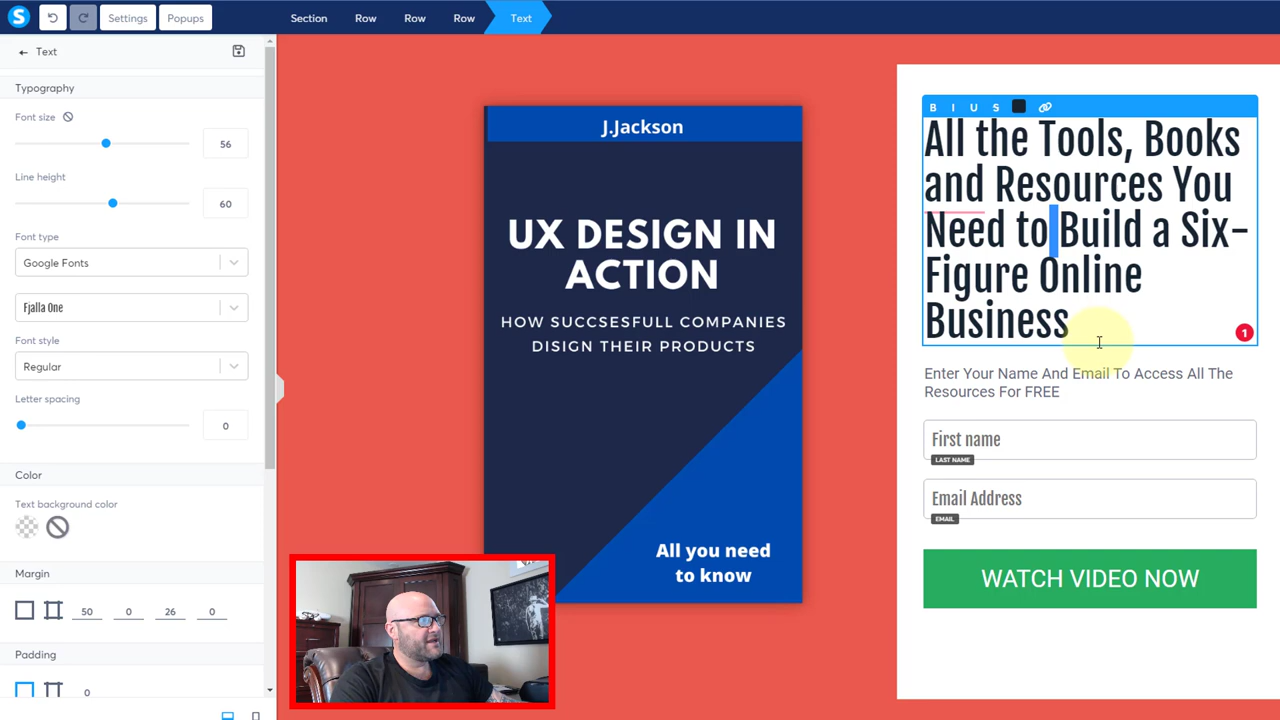 S
Settings
Popups
Section
Row
Row
Row
Text
Text
Typography
Font size
56
Line height
60
Font type
Google Fonts
Fjalla One
Font style
Regular
Letter spacing
0
Color
Text background color
Margin
50
0
26
0
Padding
0
J.Jackson
UX DESIGN IN
ACTION
HOW SUCCSESFULL COMPANIES
DISIGN THEIR PRODUCTS
All you need
to know
B I U S
All the Tools, Books
and Resources You
Need to Build a Six-
Figure Online
Business
1
Enter Your Name And Email To Access All The
Resources For FREE
First name
LAST NAME
Email Address
EMAIL
WATCH VIDEO NOW